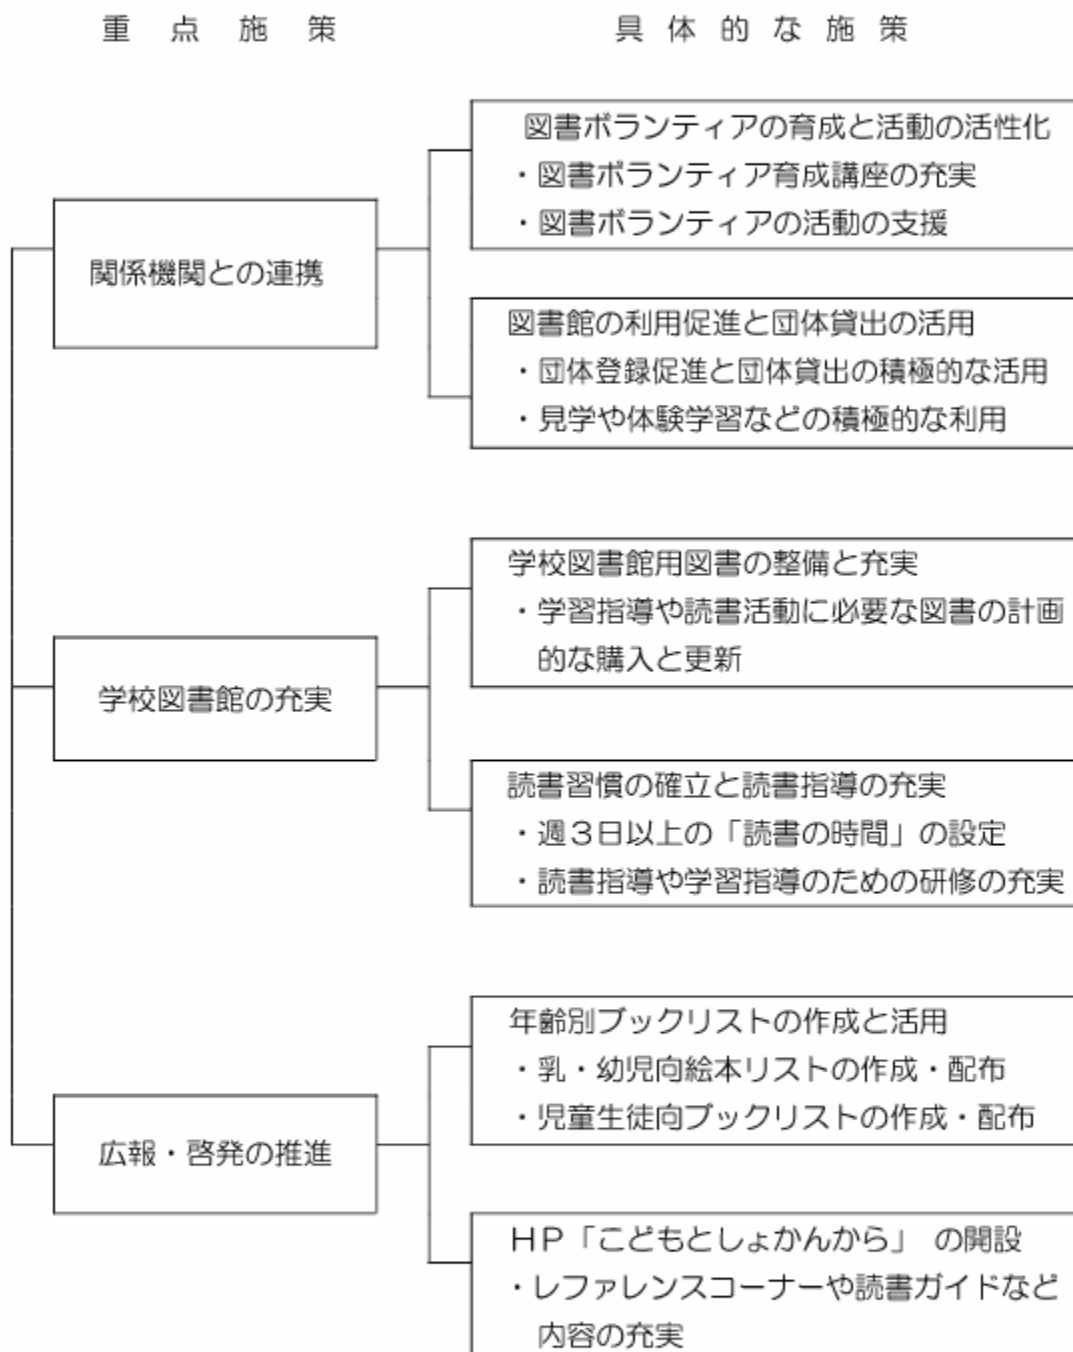 重点施策 具体的な施策
図書ボランティアの育成と活動の活性化
・図書ボランティア育成講座の充実
・図書ボランティアの活動の支援
関係機関との連携
図書館の利用促進と団体貸出の活用
・団体登録促進と団体貸出の積極的な活用
・見学や体験学習などの積極的な利用
学校図書館用図書の整備と充実
・学習指導や読書活動に必要な図書の計画
的な購入と更新
学校図書館の充実
読書習慣の確立と読書指導の充実
・週3日以上の「読書の時間」の設定
・読書指導や学習指導のための研修の充実
年齢別ブックリストの作成と活用
・乳・幼児向絵本リストの作成・配布
・児童生徒向ブックリストの作成・配布
広報・啓発の推進
HP「こどもとしょかんから」 の開設
・レファレンスコーナーや読書ガイドなど
内容の充実